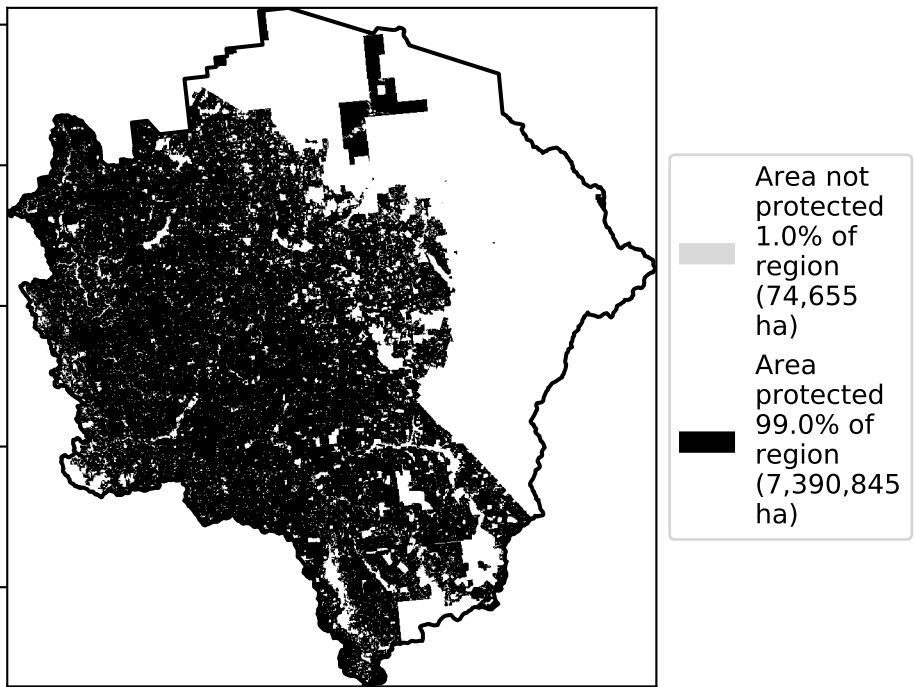 Area not
protected
1.0% of
region
(74,655
ha)
Area
protected
99.0% of
region
(7,390,845
ha)